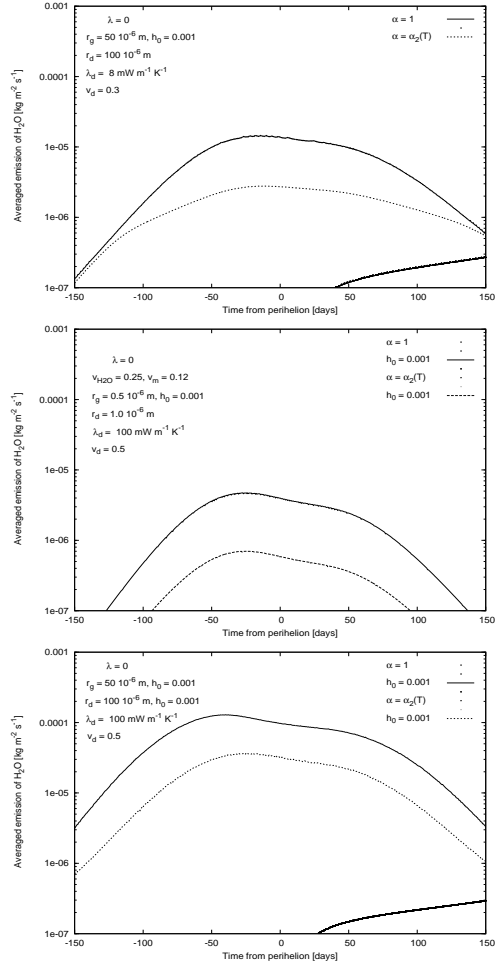 0.001
λ = 0
α = 1
r_g = 50 10^-6 m, h_0 = 0.001
α = α_2(T)
r_d = 100 10^-6 m
λ_d = 8 mW m^-1 K^-1
v_d = 0.3
0.0001
1e-05
1e-06
1e-07
Averaged emission of H_2O [kg m^-2 s^-1]
-150 -100 -50 0 50 100 150
Time from perihelion [days]
0.001
α = 1
λ = 0
h_0 = 0.001
v_H2O = 0.25, v_m = 0.12
α = α_2(T)
r_g = 0.5 10^-6 m, h_0 = 0.001
h_0 = 0.001
r_d = 1.0 10^-6 m
λ_d = 100 mW m^-1 K^-1
v_d = 0.5
0.0001
1e-05
1e-06
1e-07
Averaged emission of H_2O [kg m^-2 s^-1]
-150 -100 -50 0 50 100 150
Time from perihelion [days]
0.001
λ = 0
α = 1
r_g = 50 10^-6 m, h_0 = 0.001
h_0 = 0.001
r_d = 100 10^-6 m, h_0 = 0.001
α = α_2(T)
λ_d = 100 mW m^-1 K^-1
h_0 = 0.001
v_d = 0.5
0.0001
1e-05
1e-06
1e-07
Averaged emission of H_2O [kg m^-2 s^-1]
-150 -100 -50 0 50 100 150
Time from perihelion [days]